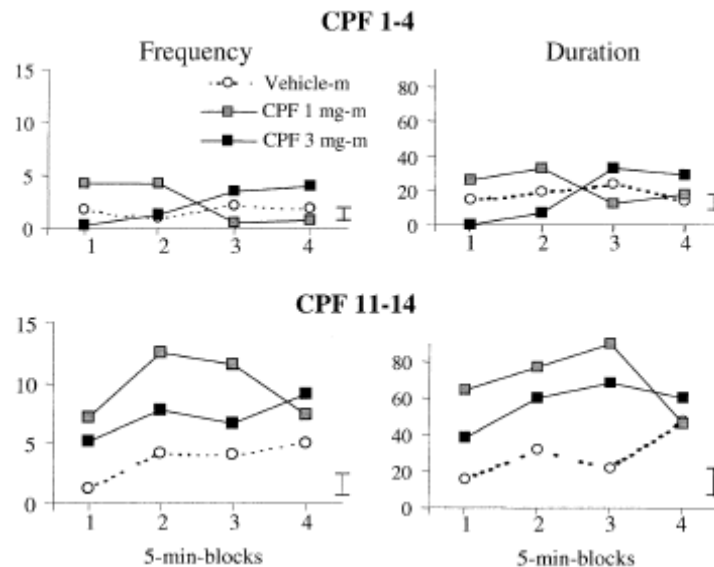 CPF 1-4
Frequency
Duration
15
10
5
0
Vehicle-m
CPF 1 mg-m
CPF 3 mg-m
1 2 3 4
80
60
40
20
0
1 2 3 4
CPF 11-14
15
10
5
0
1 2 3 4
5-min-blocks
80
60
40
20
0
1 2 3 4
5-min-blocks